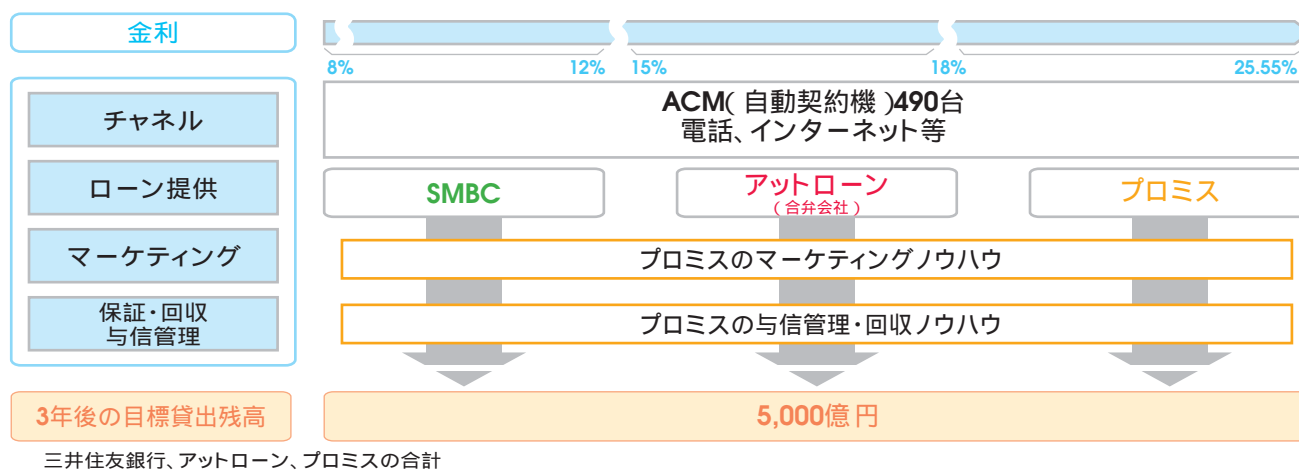 金利
8% 12% 15% 18% 25.55%
チャネル
ACM(自動契約機)490台
電話、インターネット等
ローン提供
SMBC
アットローン
(合弁会社)
プロミス
マーケティング
プロミスのマーケティングノウハウ
保証・回収
与信管理
プロミスの与信管理・回収ノウハウ
3年後の目標貸出残高
5,000億円
三井住友銀行、アットローン、プロミスの合計